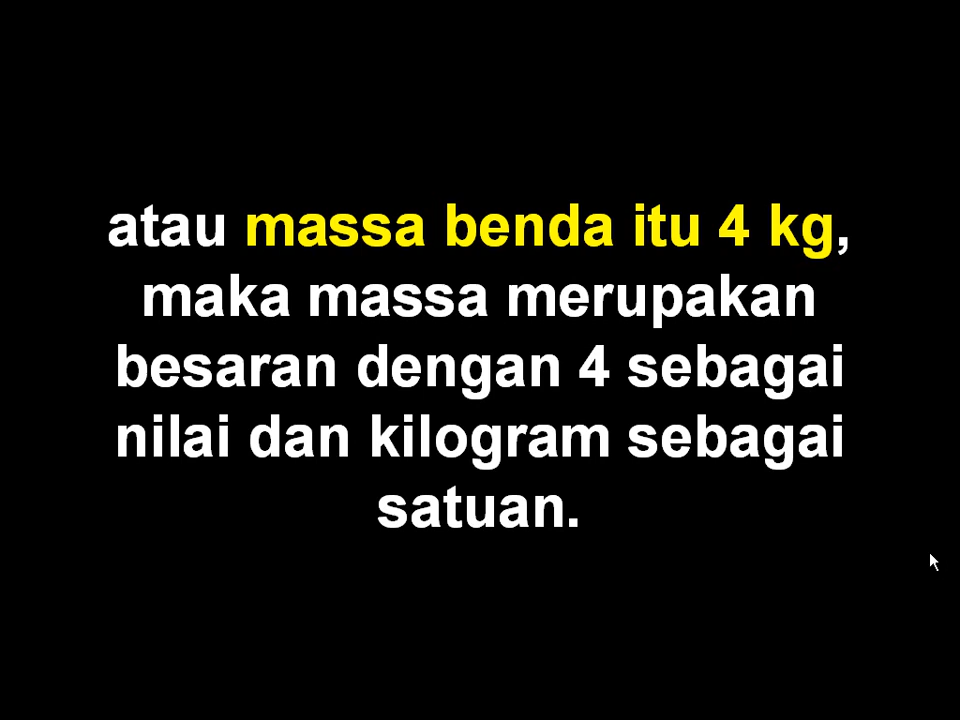 atau massa benda itu 4 kg,
maka massa merupakan
besaran dengan 4 sebagai
nilai dan kilogram sebagai
satuan.